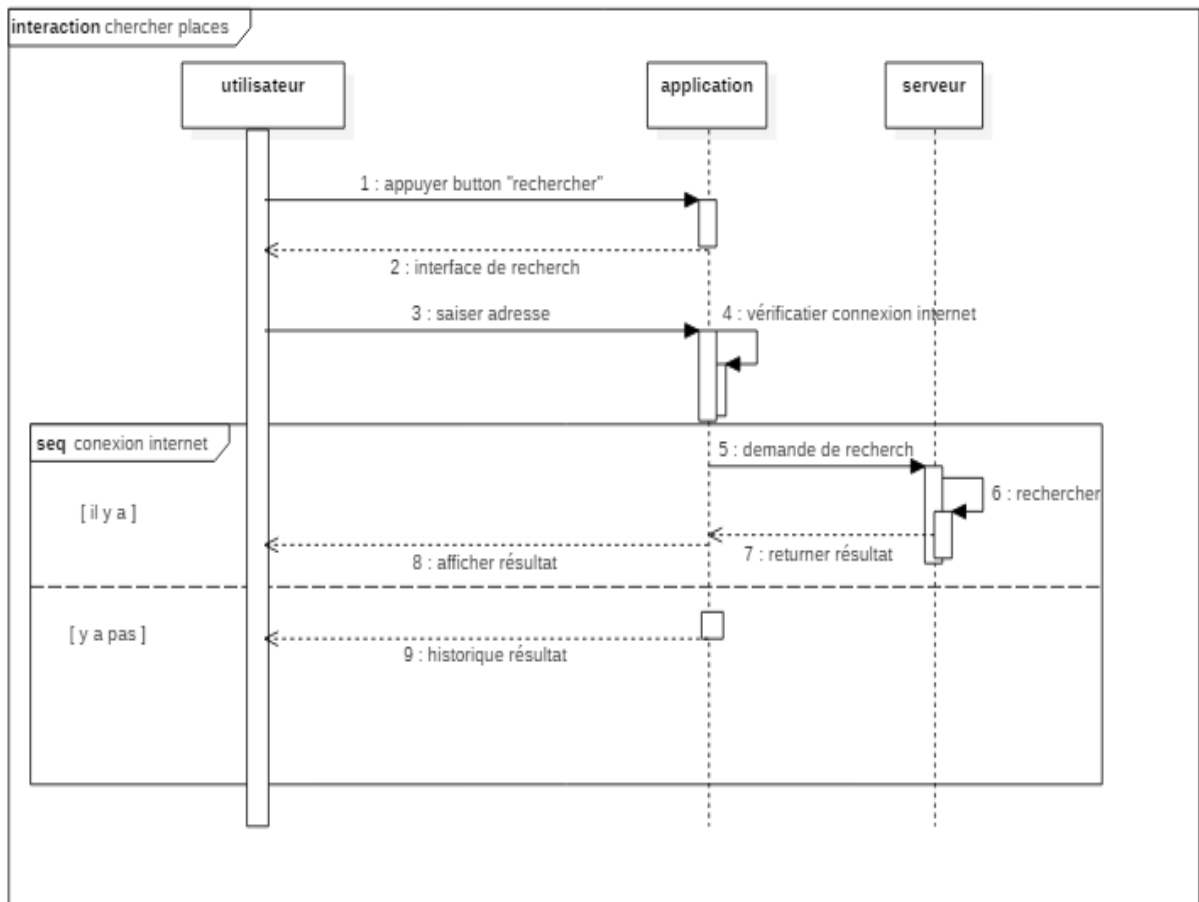 interaction chercher places
utilisateur
application
serveur
1 : appuyer button "rechercher"
2 : interface de recherch
3 : saiser adresse
4 : vérificatier connexion internet
seq conexion internet
5 : demande de recherch
[ il y a ]
6 : rechercher
7 : returner résultat
8 : afficher résultat
[ y a pas ]
9 : historique résultat